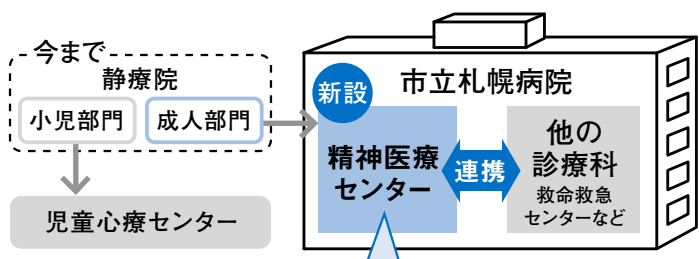 今まで
静療院
小児部門
成人部門
児童心療センター
市立札幌病院
新設
精神医療
センター
連携
他の
診療科
救命救急
センターなど